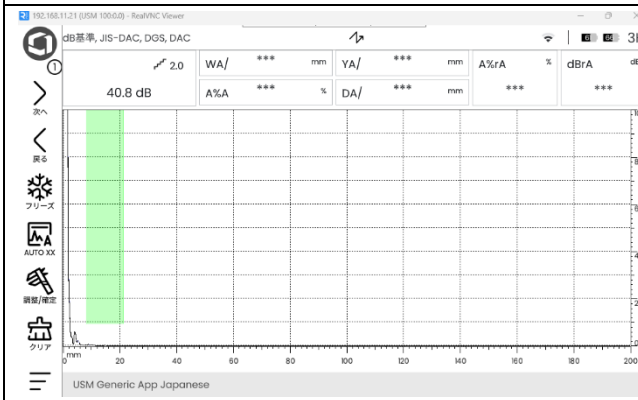 192.168.11.21 (USM 100:0.0) - RealVNC Viewer
dB基準, JIS-DAC, DGS, DAC
1
2.0
40.8 dB
WA/ *** mm
YA/ *** mm
A%rA % ***
dBrA ***
A%A *** %
DA/ *** mm
次へ
戻る
フリーズ
AUTO XX
調整/確定
クリア
mm
0 20 40 60 80 100 120 140 160 180 200
USM Generic App Japanese